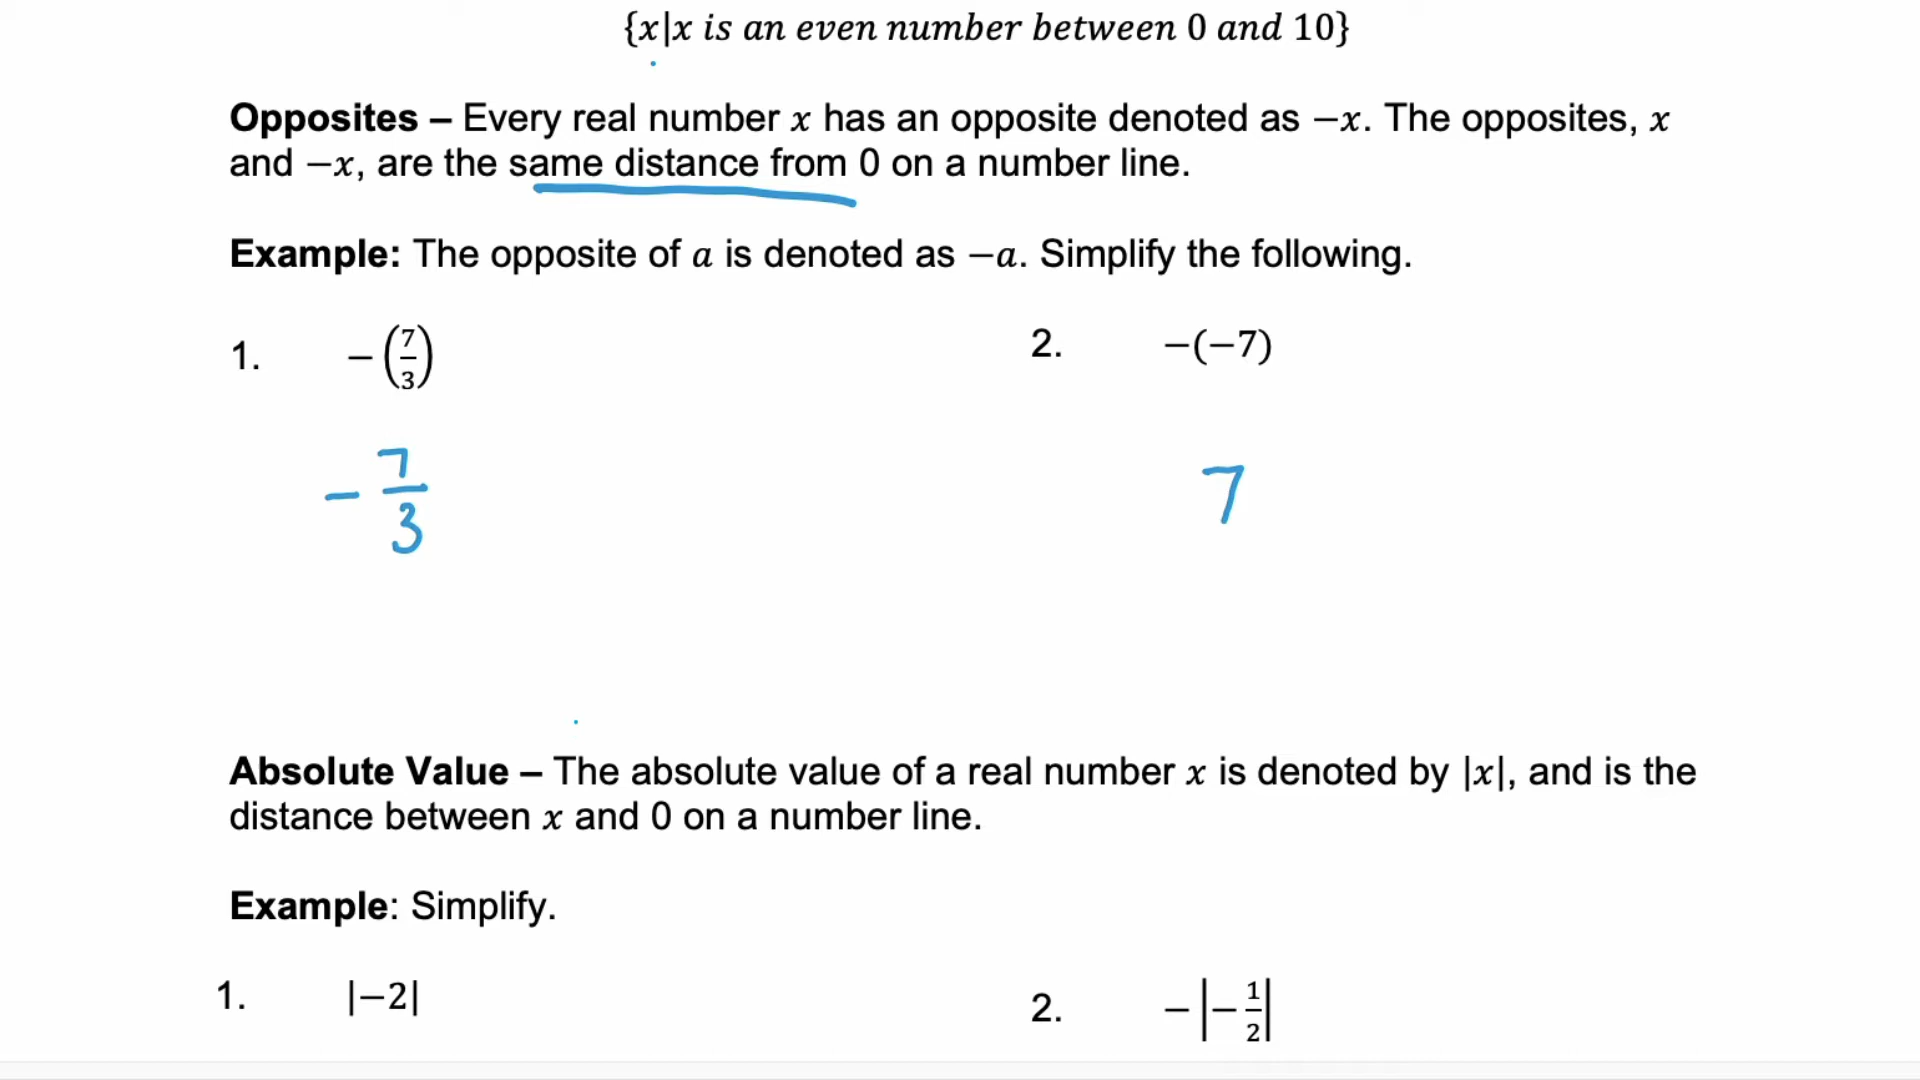 {x|x is an even number between 0 and 10}
Opposites – Every real number x has an opposite denoted as −x. The opposites, x
and −x, are the same distance from 0 on a number line.
Example: The opposite of a is denoted as −a. Simplify the following.
1. −(7/3) 2. −(−7)
−7/3 7
Absolute Value – The absolute value of a real number x is denoted by |x|, and is the
distance between x and 0 on a number line.
Example: Simplify.
1. |−2| 2. −|−1/2|